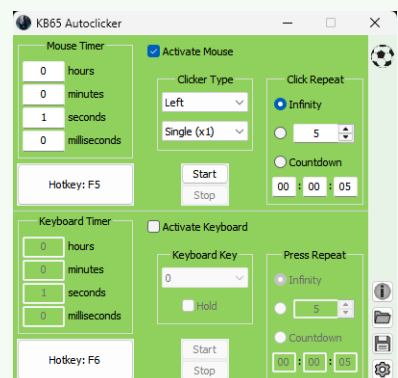 KB65 Autoclicker
Mouse Timer
0 hours
0 minutes
1 seconds
0 milliseconds
Hotkey: F5
Activate Mouse
Clicker Type
Left
Single (x1)
Start
Stop
Click Repeat
Infinity
5
Countdown
00 : 00 : 05
Keyboard Timer
0 hours
0 minutes
1 seconds
0 milliseconds
Hotkey: F6
Activate Keyboard
Keyboard Key
0
Hold
Start
Stop
Press Repeat
Infinity
5
Countdown
00 : 00 : 05